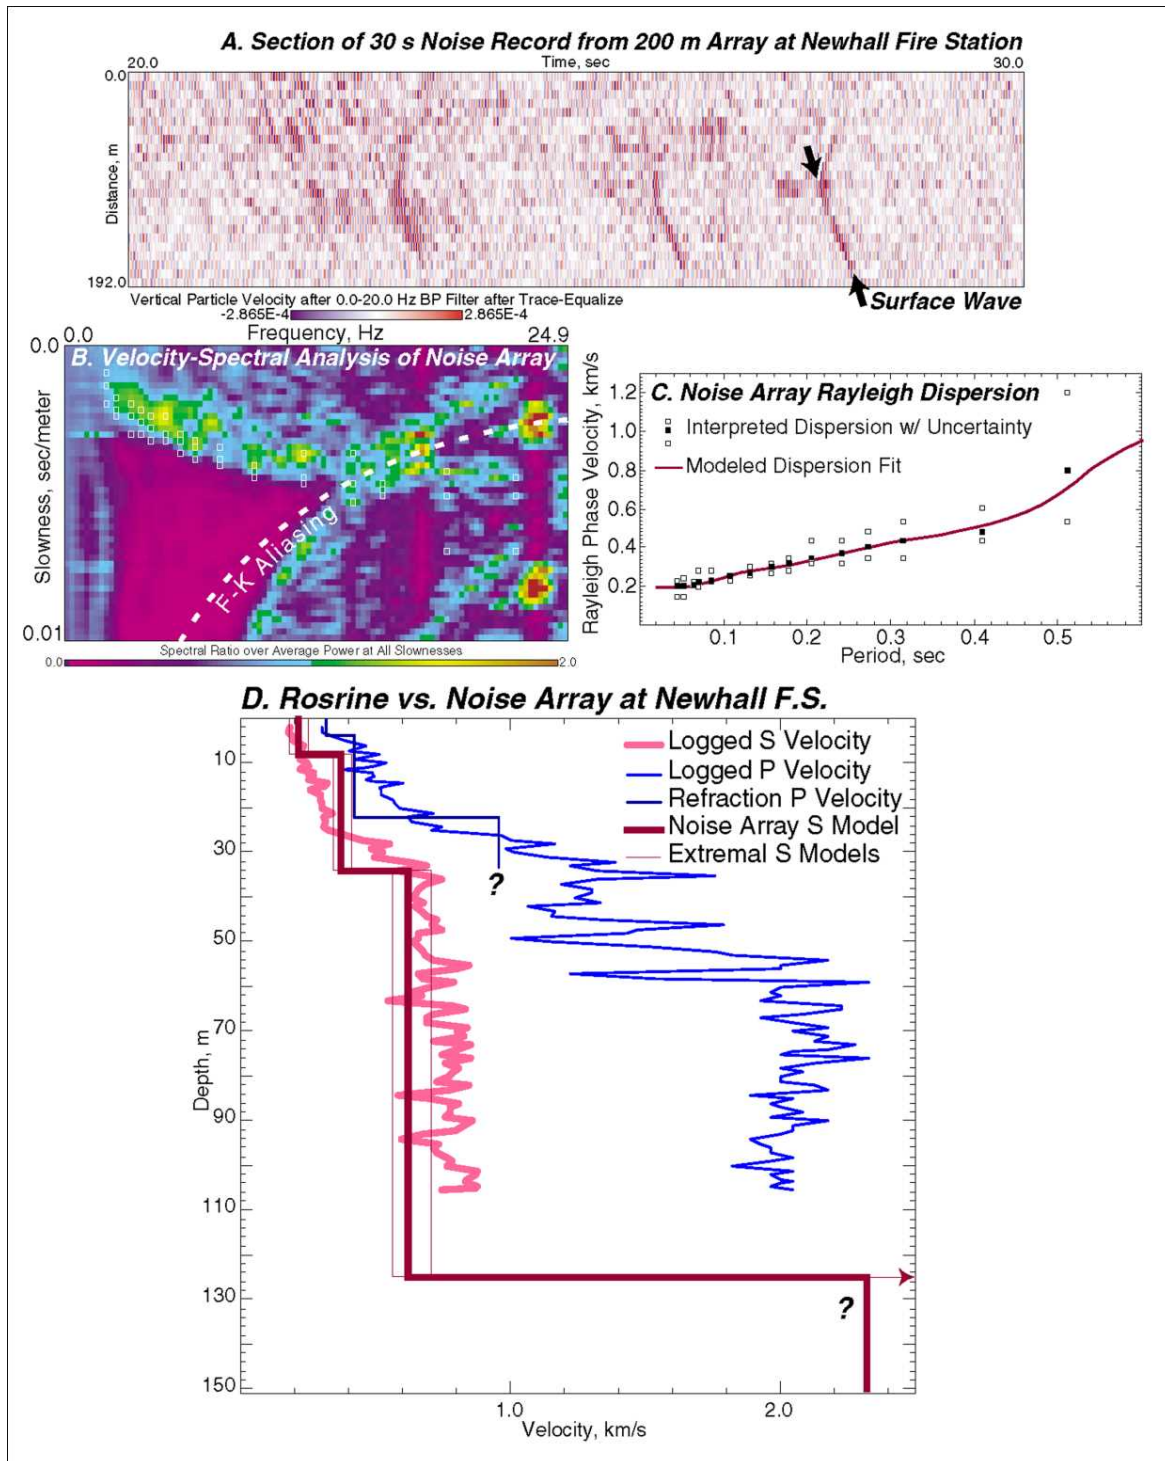 A. Section of 30 s Noise Record from 200 m Array at Newhall Fire Station
20.0 Time, sec 30.0
0.0
Distance, m
192.0
Surface Wave
Vertical Particle Velocity after 0.0-20.0 Hz BP Filter after Trace-Equalize
-2.865E-4 2.865E-4
0.0 Frequency, Hz 24.9
0.0
B. Velocity-Spectral Analysis of Noise Array
Slowness, sec/meter
F-K Aliasing
0.01
Spectral Ratio over Average Power at All Slownesses
0.0 2.0
C. Noise Array Rayleigh Dispersion
Interpreted Dispersion w/ Uncertainty
Modeled Dispersion Fit
Rayleigh Phase Velocity, km/s
1.2
1.0
0.8
0.6
0.4
0.2
0.1 0.2 0.3 0.4 0.5
Period, sec
D. Rosrine vs. Noise Array at Newhall F.S.
Logged S Velocity
Logged P Velocity
Refraction P Velocity
Noise Array S Model
Extremal S Models
?
?
Depth, m
10
30
50
70
90
110
130
150
1.0 2.0
Velocity, km/s